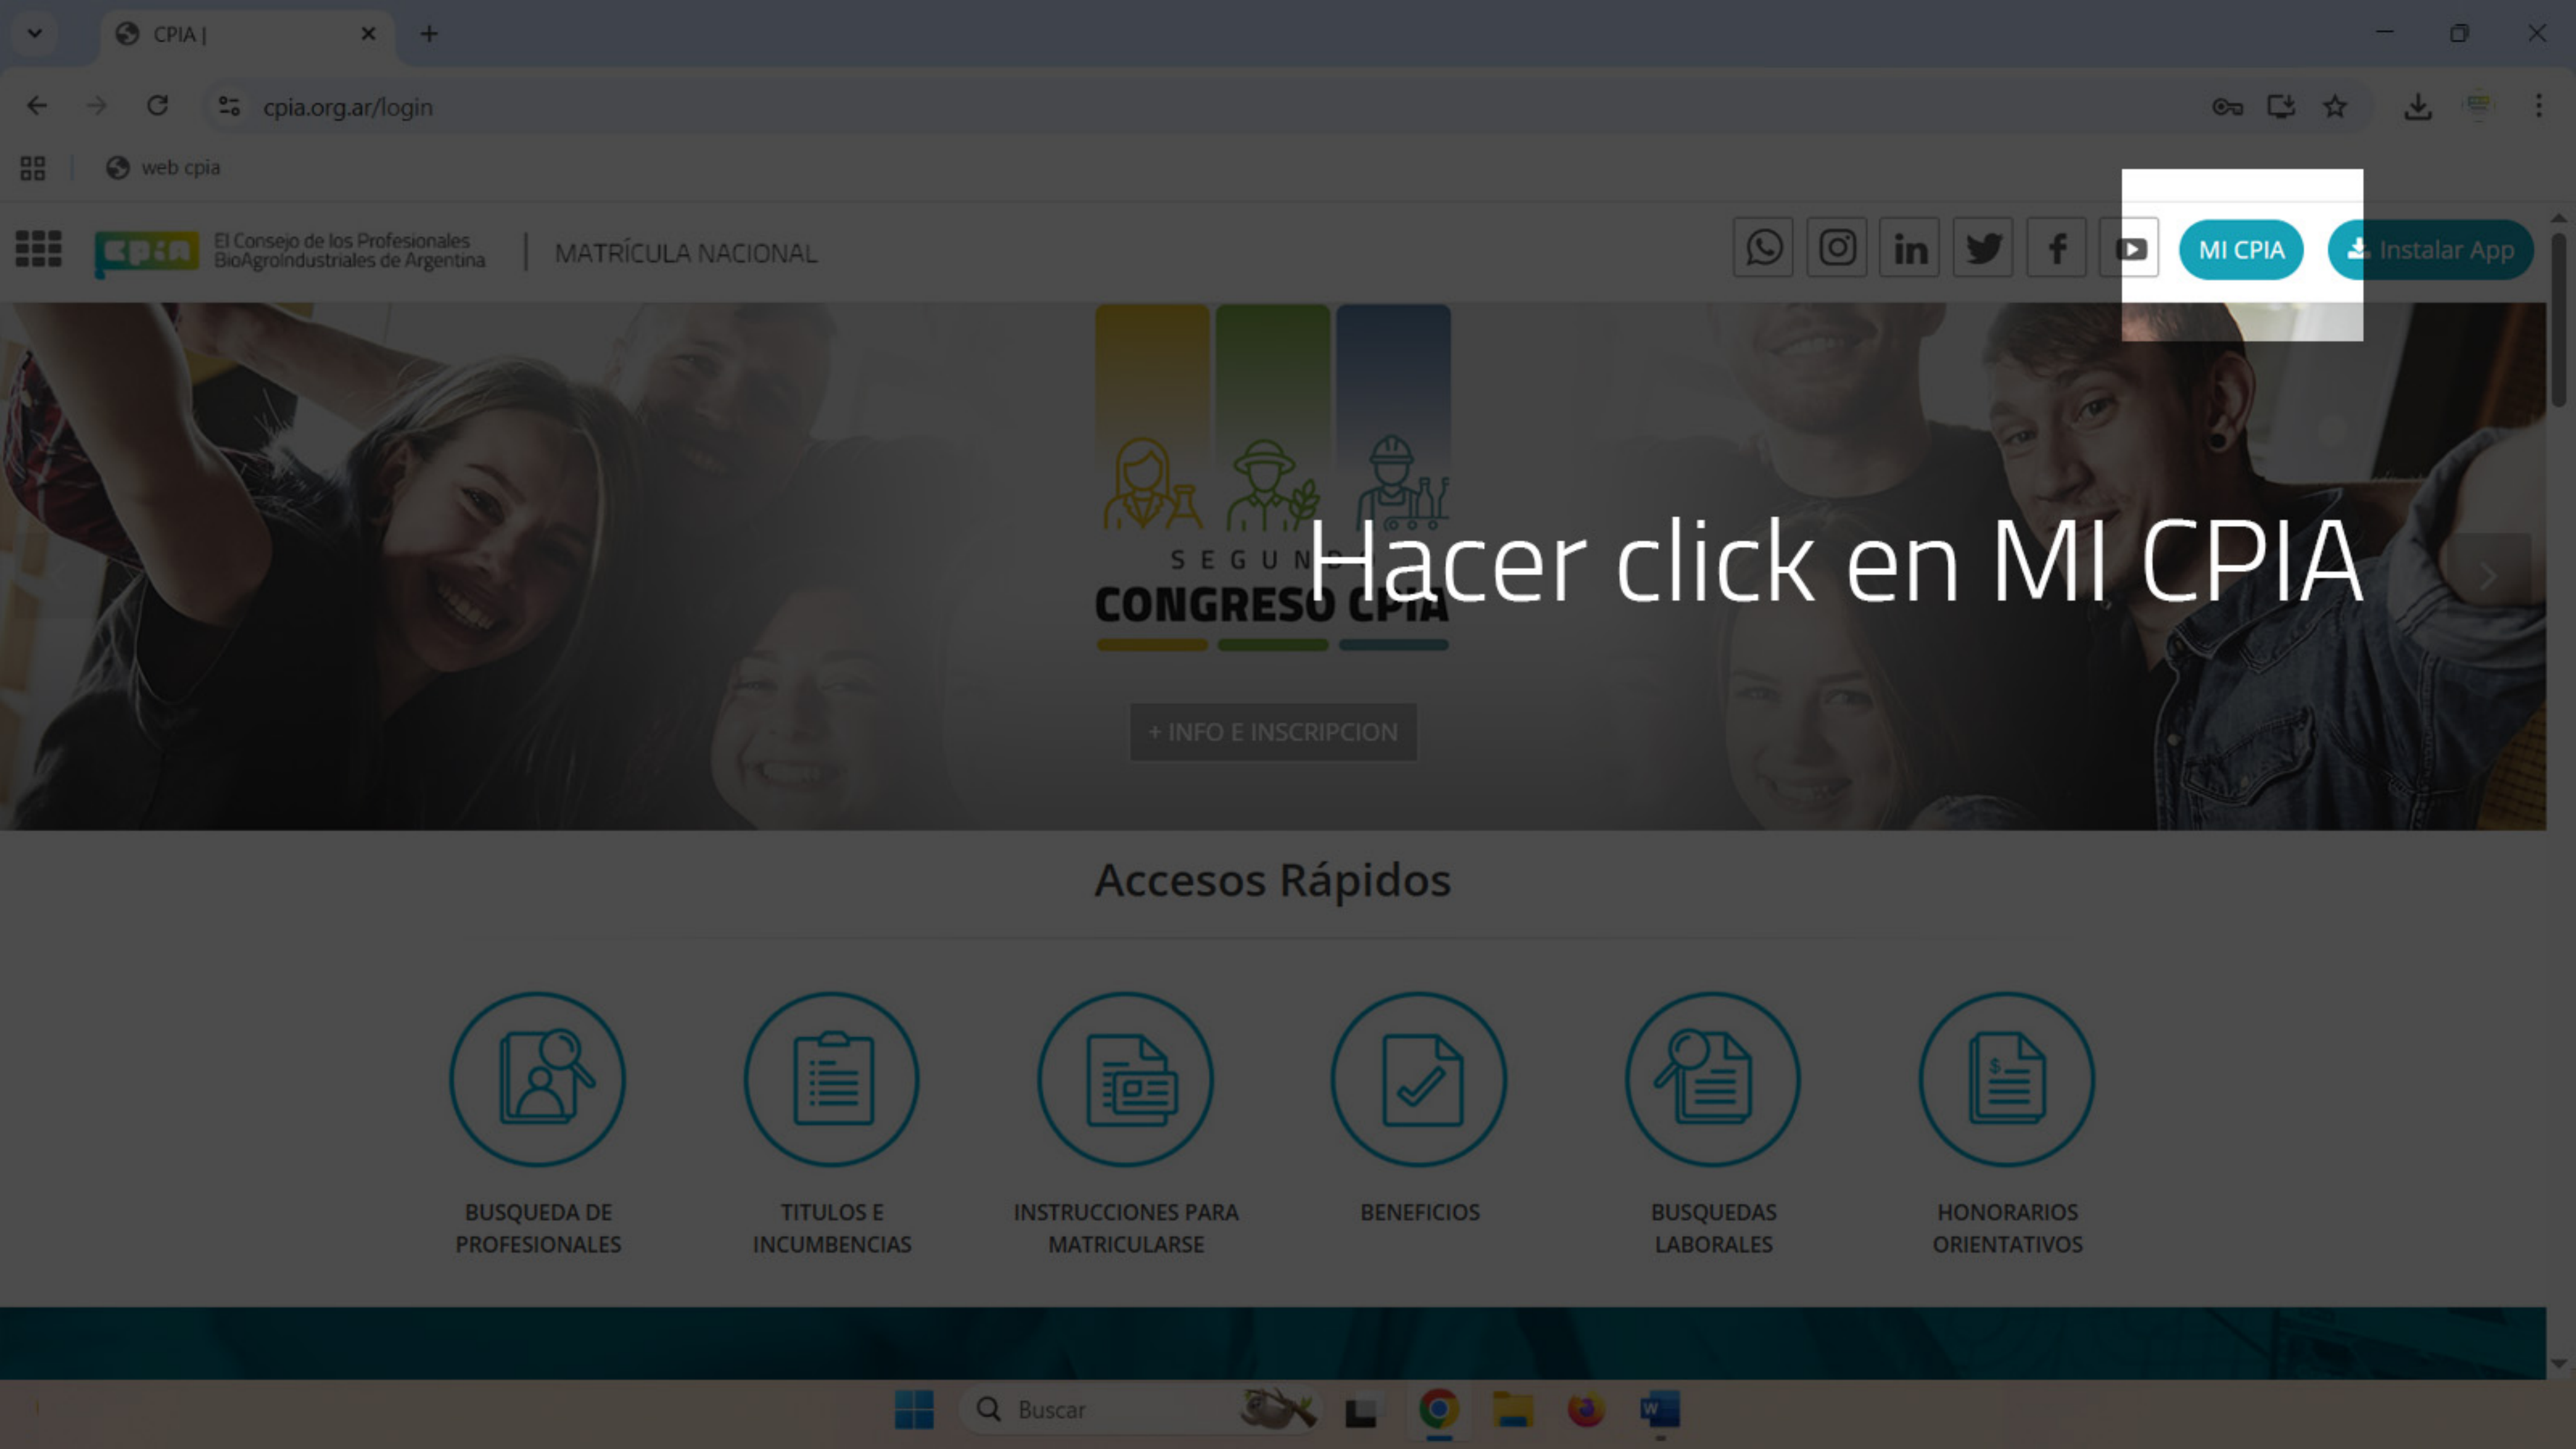 CPIA |
cpia.org.ar/login
web cpia
CPIA
El Consejo de los Profesionales
BioAgroIndustriales de Argentina
MATRÍCULA NACIONAL
MI CPIA
Instalar App
SEGUNDO
CONGRESO CPIA
Hacer click en MI CPIA
+ INFO E INSCRIPCION
Accesos Rápidos
BUSQUEDA DE
PROFESIONALES
TITULOS E
INCUMBENCIAS
INSTRUCCIONES PARA
MATRICULARSE
BENEFICIOS
BUSQUEDAS
LABORALES
HONORARIOS
ORIENTATIVOS
Buscar